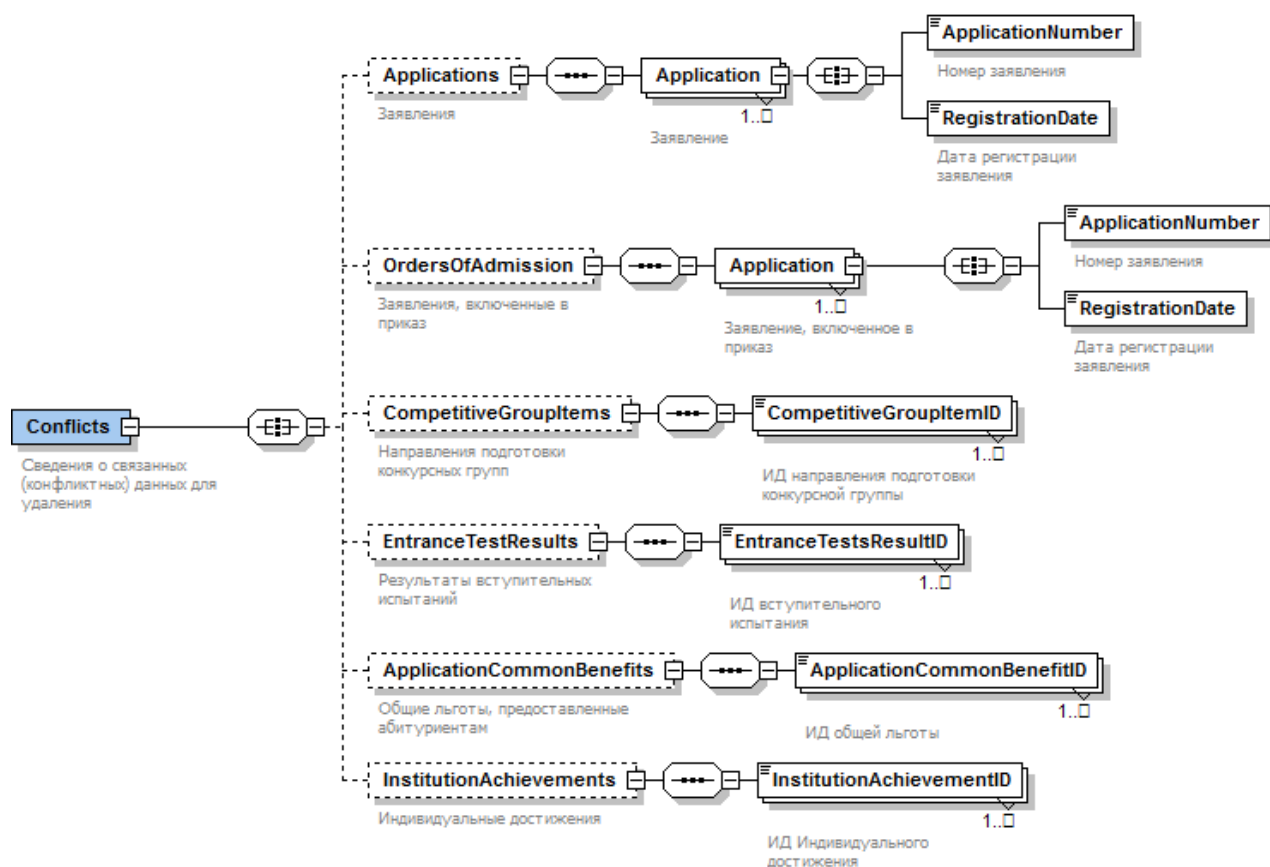 Applications
Заявления
Application
1..□
Заявление
ApplicationNumber
Номер заявления
RegistrationDate
Дата регистрации
заявления
OrdersOfAdmission
Заявления, включенные в
приказ
Application
1..□
Заявление, включенное в
приказ
ApplicationNumber
Номер заявления
RegistrationDate
Дата регистрации
заявления
Conflicts
Сведения о связанных
(конфликтных) данных для
удаления
CompetitiveGroupItems
Направления подготовки
конкурсных групп
CompetitiveGroupItemID
1..□
ИД направления подготовки
конкурсной группы
EntranceTestResults
Результаты вступительных
испытаний
EntranceTestsResultID
1..□
ИД вступительного
испытания
ApplicationCommonBenefits
Общие льготы, предоставленные
абитуриентам
ApplicationCommonBenefitID
1..□
ИД общей льготы
InstitutionAchievements
Индивидуальные достижения
InstitutionAchievementID
1..□
ИД Индивидуального
достижения